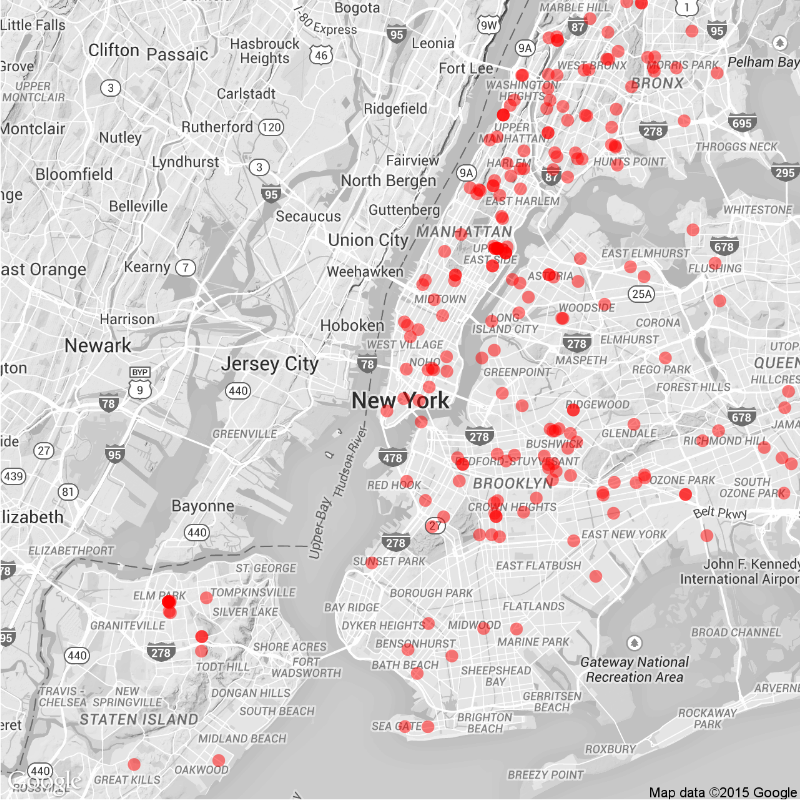 Bogota
MARBLE HILL
1
Little Falls
I-80 Express
95
9W
87
95
Clifton
Passaic
Hasbrouck
Heights
46
Leonia
9A
Pelham Bay
Grove
Fort Lee
WEST BRONX
MORRIS PARK
UPPER
MONTCLAIR
3
Carlstadt
WASHINGTON
HEIGHTS
BRONX
Montclair
Nutley
Rutherford
120
Ridgefield
UPPER
MANHATTAN
278
695
Lyndhurst
3
Fairview
HARLEM
HUNTS POINT
THROGGS NECK
Bloomfield
95
North Bergen
9A
87
295
nge
Belleville
Secaucus
Guttenberg
EAST HARLEM
WHITESTONE
Union City
MANHATTAN
678
ast Orange
Kearny
7
Weehawken
UP
EAST SIDE
EAST ELMHURST
FLUSHING
ASTORIA
25A
MIDTOWN
WOODSIDE
Harrison
Hoboken
LONG
ISLAND CITY
CORONA
Newark
WEST VILLAGE
278
ELMHURST
UTOP
Jersey City
78
NOHO
MASPETH
QUEEN
gton
BYP
9
GREENPOINT
REGO PARK
HILLCRES
440
FOREST HILLS
78
New York
RIDGEWOOD
678
JAMA
GREENVILLE
278
BUSHWICK
GLENDALE
RICHMOND HILL
ide
27
95
478
BEDFORD-STUYVESANT
439
Hudson River
RED HOOK
BROOKLYN
OZONE PARK
SOUTH
OZONE PARK
81
Bayonne
CROWN HEIGHTS
lizabeth
440
Upper Bay
27
Belt Pkwy
ELIZABETHPORT
278
EAST NEW YORK
78
ST. GEORGE
SUNSET PARK
EAST FLATBUSH
John F. Kennedy
International Airpor
ELM PARK
TOMPKINSVILLE
BOROUGH PARK
SILVER LAKE
BAY RIDGE
FLATLANDS
GRANITEVILLE
DYKER HEIGHTS
MIDWOOD
BROAD CHANNEL
95
440
278
SHORE ACRES
BENSONHURST
MARINE PARK
TODT HILL
FORT
WADSWORTH
BATH BEACH
SHEEPSHEAD
BAY
Gateway National
Recreation Area
TRAVIS -
CHELSEA
NEW
SPRINGVILLE
DONGAN HILLS
GERRITSEN
BEACH
ARVERNE
STATEN ISLAND
SOUTH BEACH
SEA GATE
BRIGHTON
BEACH
ROCKAWAY
PARK
eret
MIDLAND BEACH
ROXBURY
440
GREAT KILLS
OAKWOOD
BREEZY POINT
Google
ROSSVILLE
Map data ©2015 Google